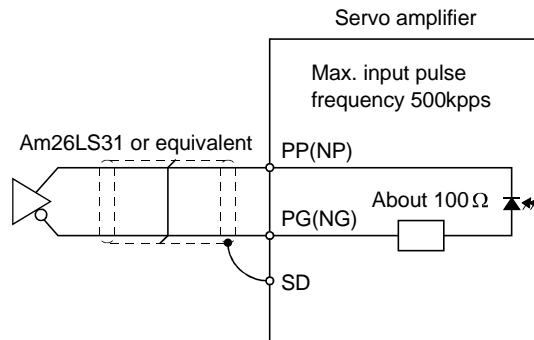 Servo amplifier
Max. input pulse
frequency 500kpps
Am26LS31 or equivalent
PP(NP)
About 100Ω
PG(NG)
SD